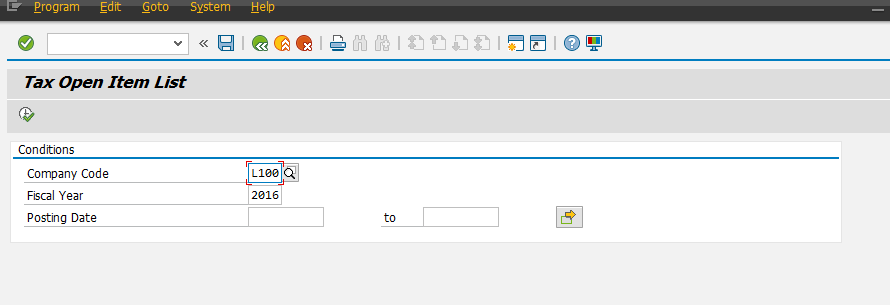 Program Edit Goto System Help
Tax Open Item List
Conditions
Company Code L100
Fiscal Year 2016
Posting Date to